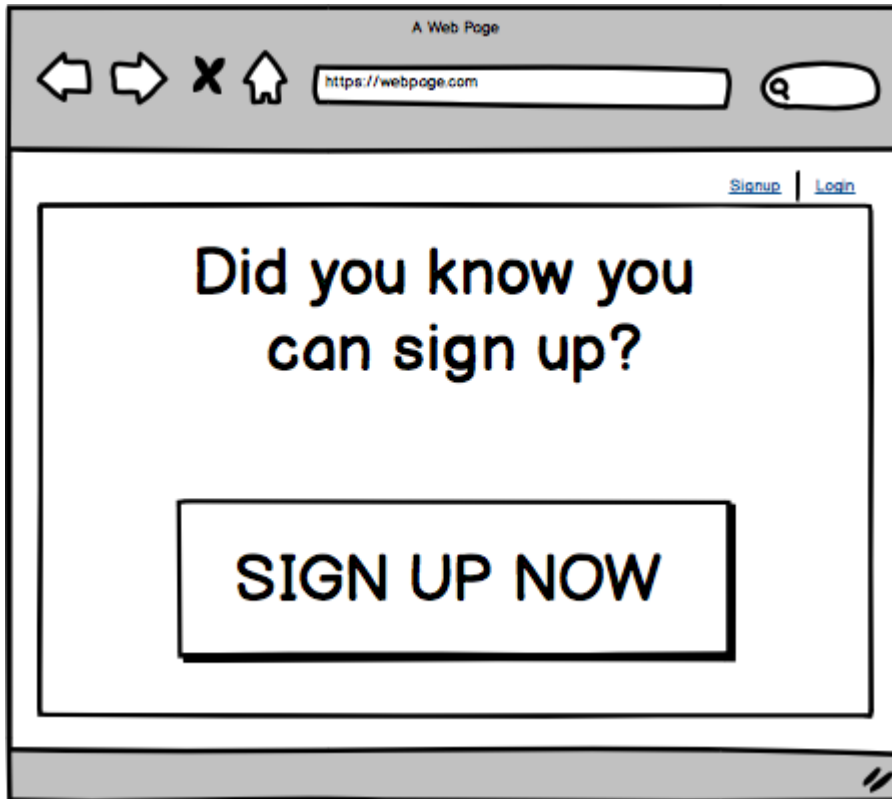 A Web Page
https://webpage.com
Signup
Login
Did you know you
can sign up?
SIGN UP NOW